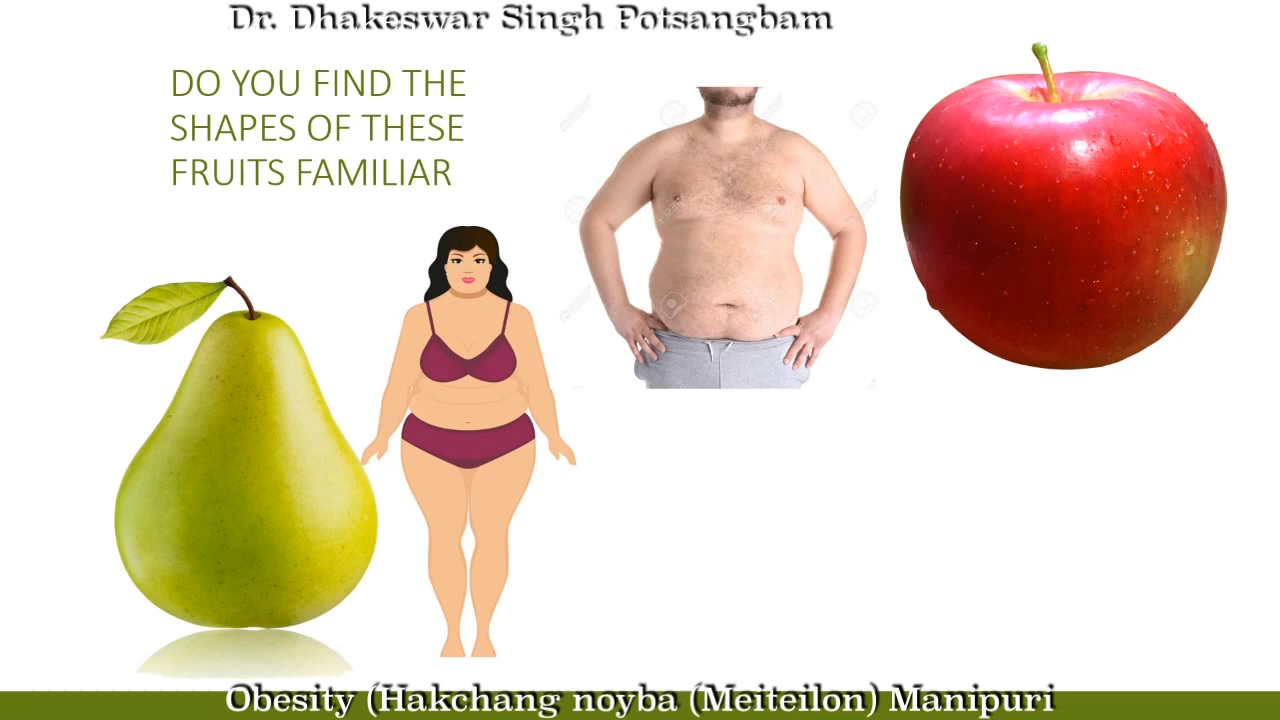 Dr. Dhakeswar Singh Potsangbam
DO YOU FIND THE
SHAPES OF THESE
FRUITS FAMILIAR
Obesity (Hakchang noyba (Meiteilon) Manipuri